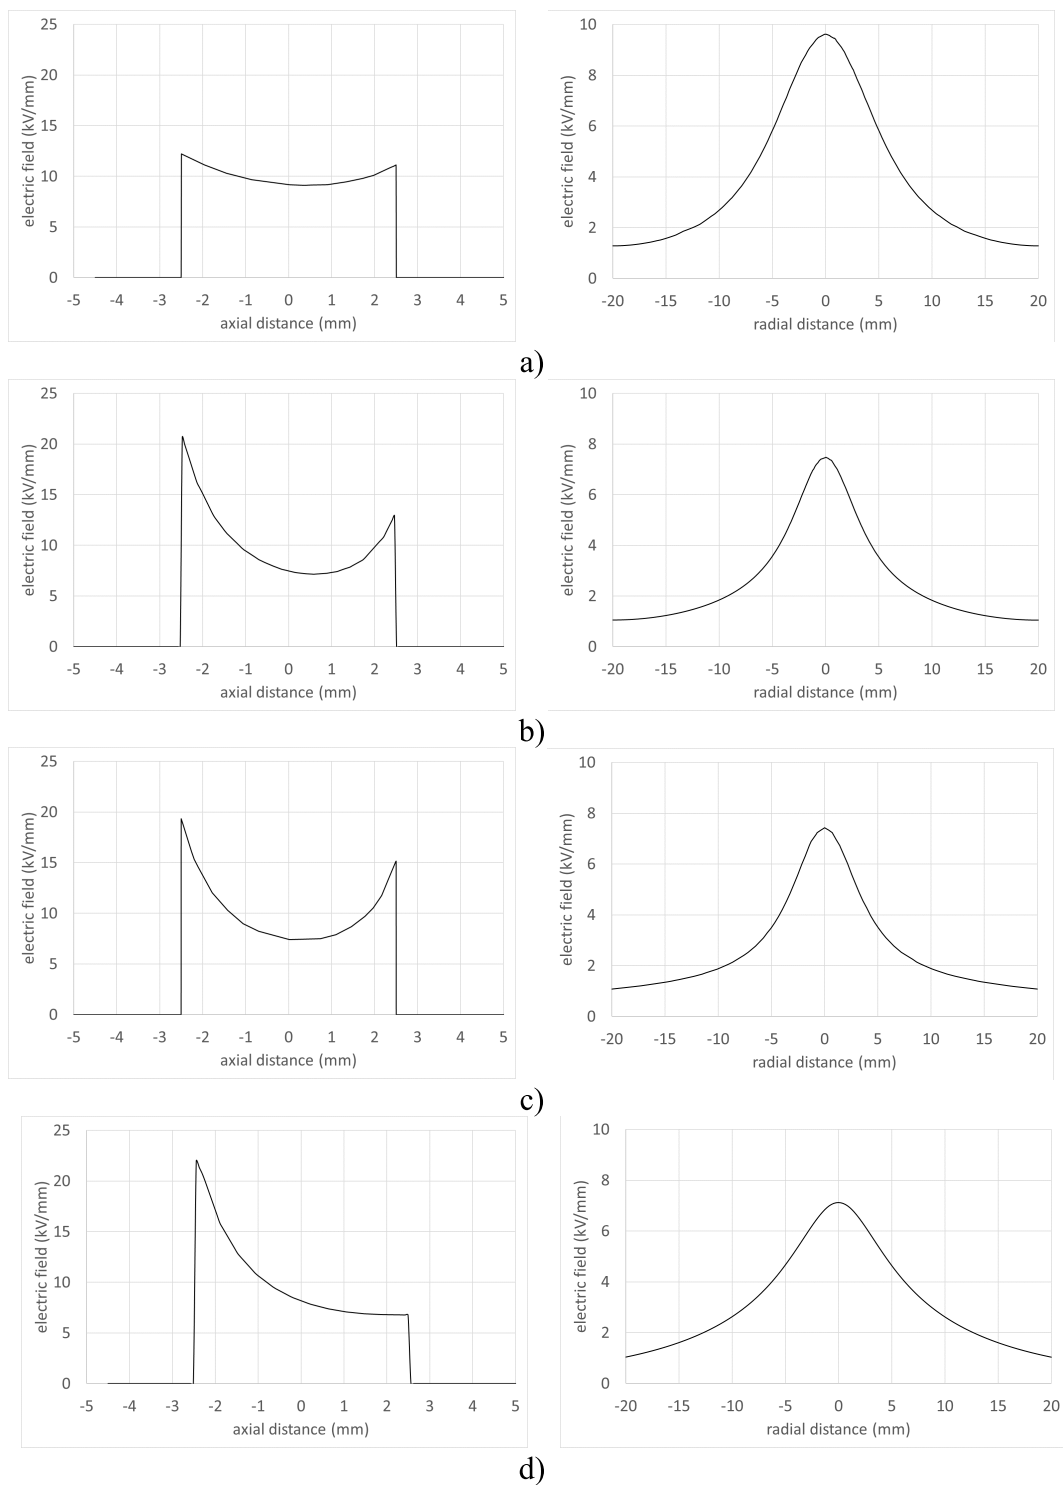 25
20
15
10
5
0
electric field (kV/mm)
-5 -4 -3 -2 -1 0 1 2 3 4 5
axial distance (mm)
10
8
6
4
2
0
electric field (kV/mm)
-20 -15 -10 -5 0 5 10 15 20
radial distance (mm)
a)
25
20
15
10
5
0
electric field (kV/mm)
-5 -4 -3 -2 -1 0 1 2 3 4 5
axial distance (mm)
10
8
6
4
2
0
electric field (kV/mm)
-20 -15 -10 -5 0 5 10 15 20
radial distance (mm)
b)
25
20
15
10
5
0
electric field (kV/mm)
-5 -4 -3 -2 -1 0 1 2 3 4 5
axial distance (mm)
10
8
6
4
2
0
electric field (kV/mm)
-20 -15 -10 -5 0 5 10 15 20
radial distance (mm)
c)
25
20
15
10
5
0
electric field (kV/mm)
-5 -4 -3 -2 -1 0 1 2 3 4 5
axial distance (mm)
10
8
6
4
2
0
electric field (kV/mm)
-20 -15 -10 -5 0 5 10 15 20
radial distance (mm)
d)